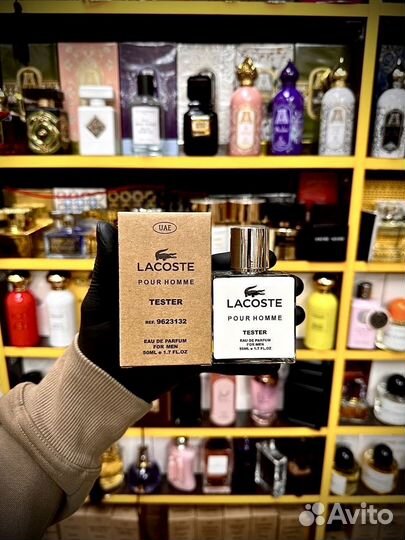 UAE
LACOSTE
POUR HOMME
TESTER
REF. 9623132
EAU DE PARFUM
FOR MEN
50ML e 1.7 FL.OZ
LACOSTE
POUR HOMME
TESTER
EAU DE PARFUM
FOR MEN
50ML e 1.7 FL.OZ
Avito